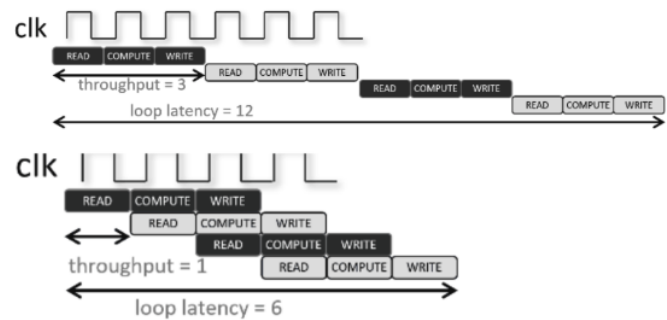 clk
READ COMPUTE WRITE
throughput = 3
READ COMPUTE WRITE
READ COMPUTE WRITE
loop latency = 12
READ COMPUTE WRITE
clk
READ COMPUTE WRITE
READ COMPUTE WRITE
READ COMPUTE WRITE
throughput = 1
READ COMPUTE WRITE
loop latency = 6